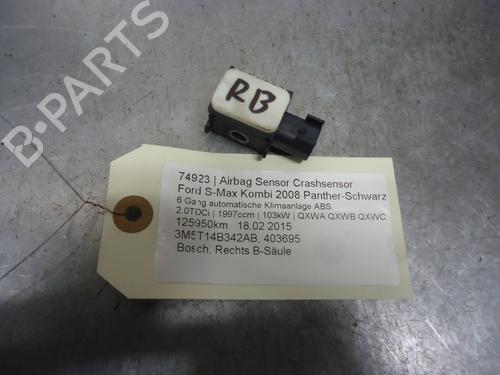 B-PARTS
RB
74923 | Airbag Sensor Crashsensor
Ford S-Max Kombi 2008 Panther-Schwarz
6 Gang automatische Klimaanlage ABS
2.0TDCi | 1997ccm | 103kW | QXWA QXWB QXWC
125950km 18.02.2015
3M5T14B342AB, 403695
Bosch, Rechts B-Säule
B-PARTS